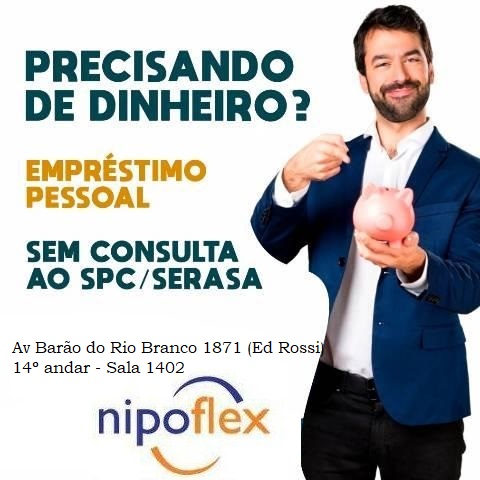 PRECISANDO
DE DINHEIRO?
EMPRÉSTIMO
PESSOAL
SEM CONSULTA
AO SPC/SERASA
Av Barão do Rio Branco 1871 (Ed Rossi)
14º andar - Sala 1402
nipoflex